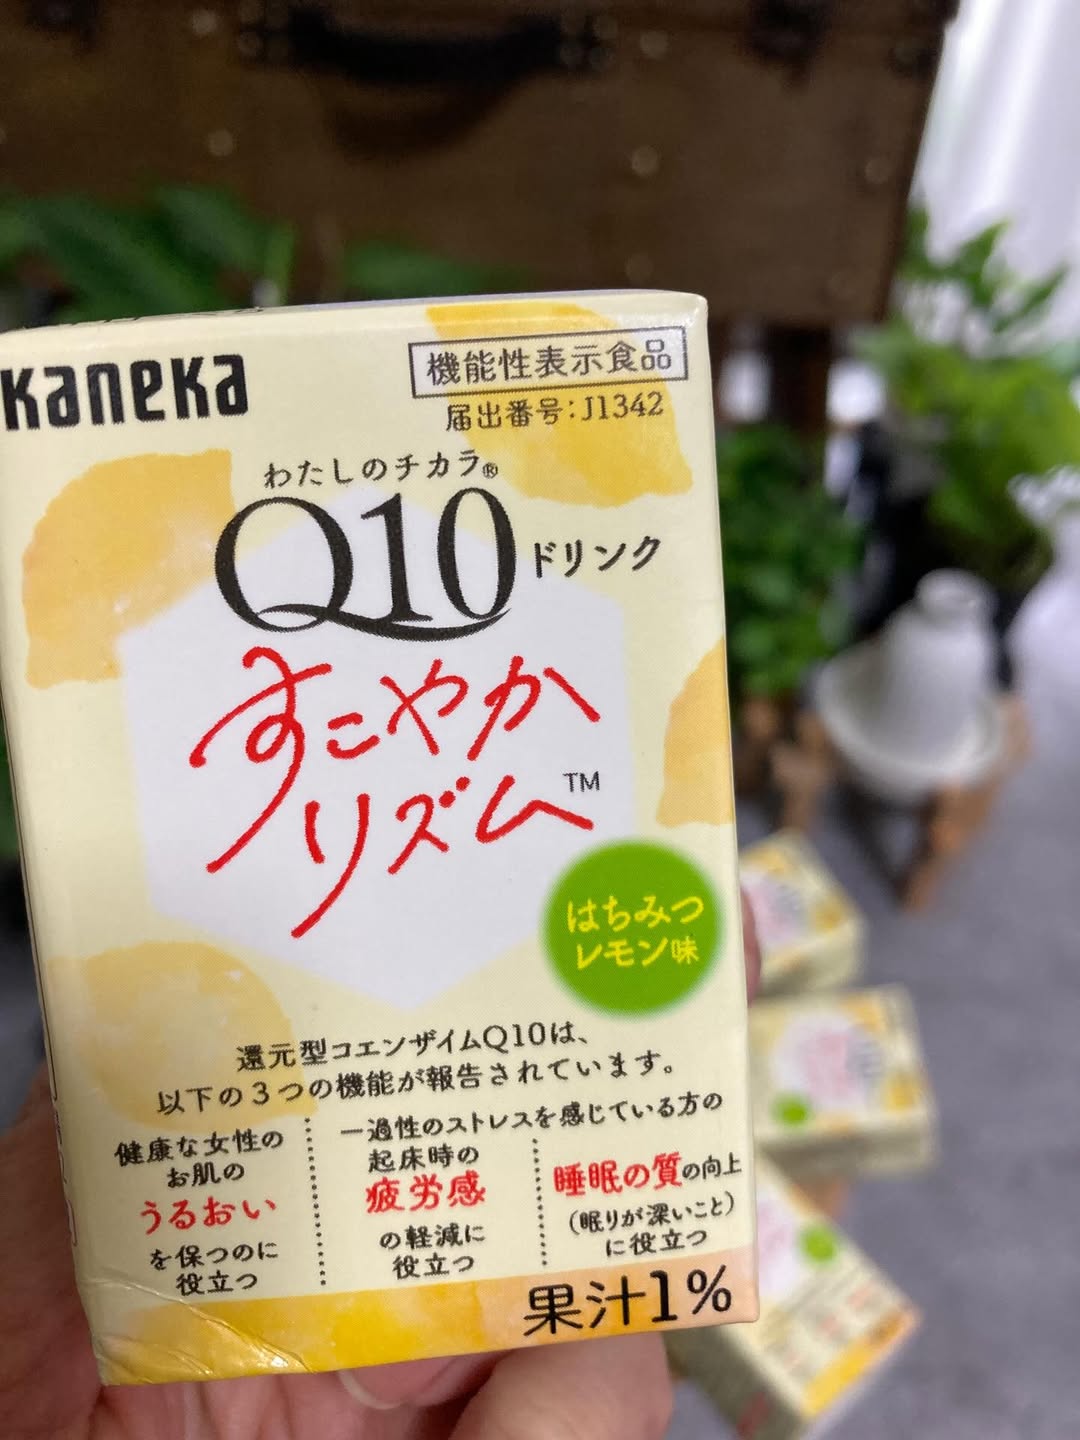 Kaneka
機能性表示食品
届出番号：J1342
わたしのチカラ®
Q10 ドリンク
すこやか
リズム™
はちみつ
レモン味
還元型コエンザイムQ10は、
以下の3つの機能が報告されています。
健康な女性の
お肌の
うるおい
を保つのに
役立つ
一過性のストレスを感じている方の
起床時の
疲労感
の軽減に
役立つ
睡眠の質の向上
（眠りが深いこと）
に役立つ
果汁1%